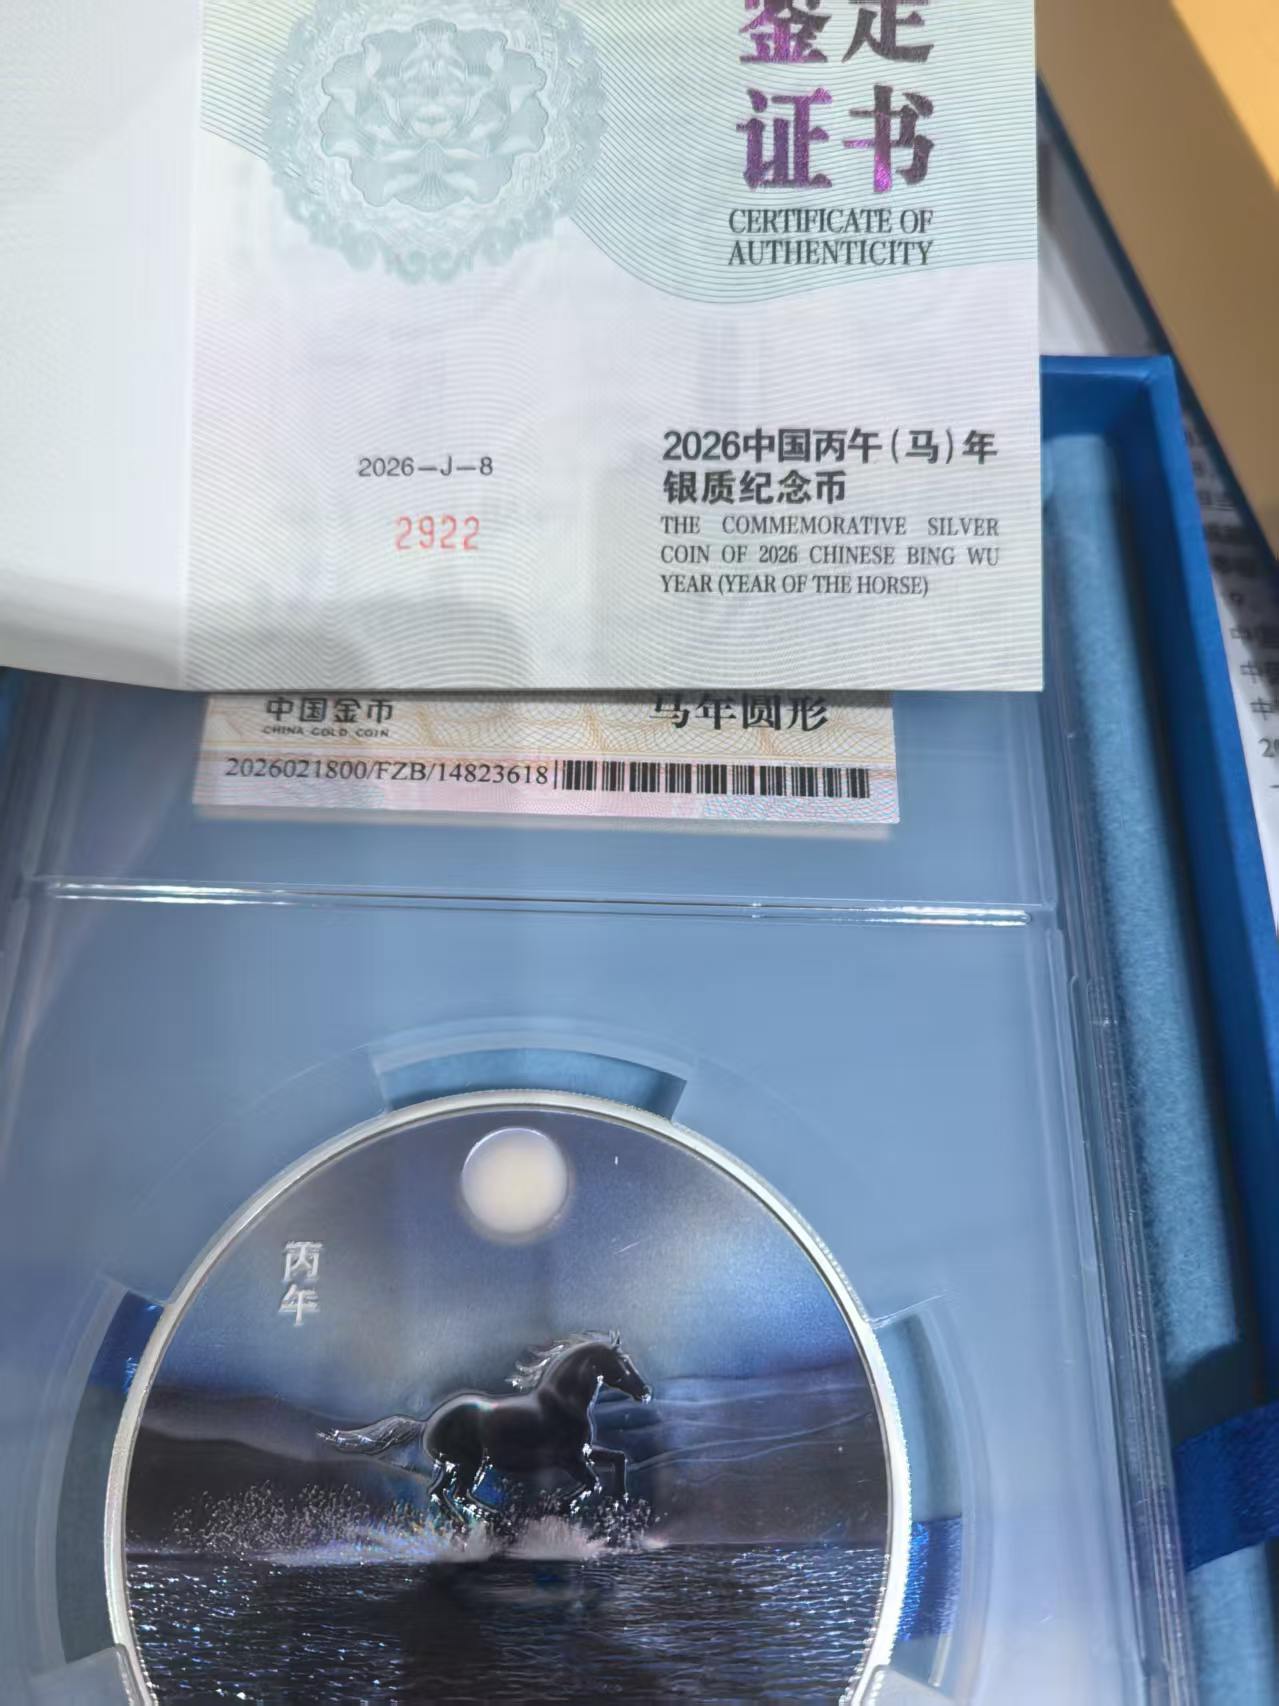 鉴定
证书
CERTIFICATE OF
AUTHENTICITY
2026-J-8
2922
2026中国丙午(马)年
银质纪念币
THE COMMEMORATIVE SILVER
COIN OF 2026 CHINESE BING WU
YEAR (YEAR OF THE HORSE)
中国金币
CHINA GOLD COIN
马年圆形
2026021800/FZB/14823618
丙午